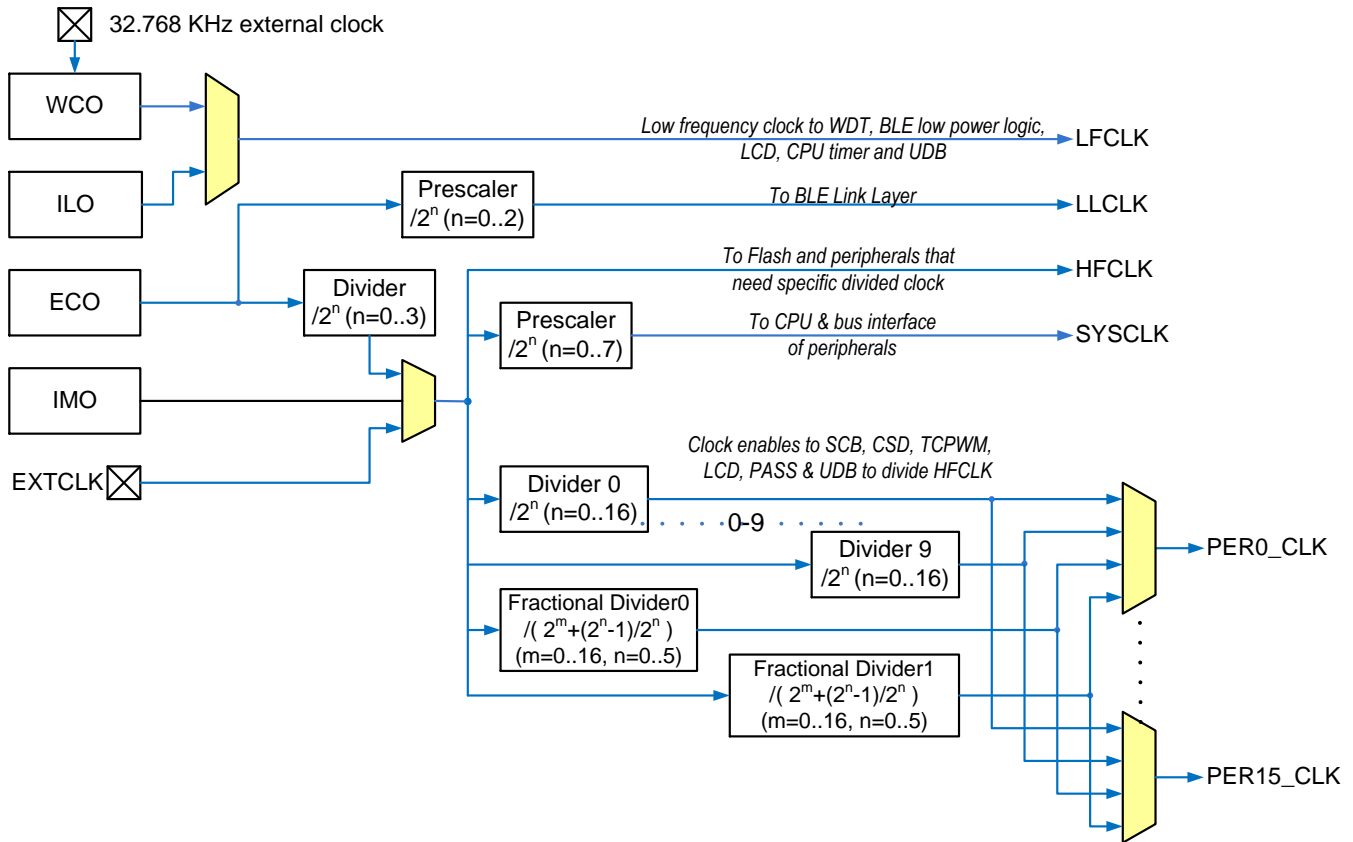 32.768 KHz external clock
WCO
Low frequency clock to WDT, BLE low power logic,
LCD, CPU timer and UDB
LFCLK
ILO
Prescaler
/2ⁿ (n=0..2)
To BLE Link Layer
LLCLK
ECO
Divider
/2ⁿ (n=0..3)
To Flash and peripherals that
need specific divided clock
HFCLK
Prescaler
/2ⁿ (n=0..7)
To CPU & bus interface
of peripherals
SYSCLK
IMO
EXTCLK
Clock enables to SCB, CSD, TCPWM,
LCD, PASS & UDB to divide HFCLK
Divider 0
/2ⁿ (n=0..16)
0-9
Divider 9
/2ⁿ (n=0..16)
PER0_CLK
Fractional Divider0
/( 2ᵐ+(2ⁿ-1)/2ⁿ )
(m=0..16, n=0..5)
Fractional Divider1
/( 2ᵐ+(2ⁿ-1)/2ⁿ )
(m=0..16, n=0..5)
PER15_CLK